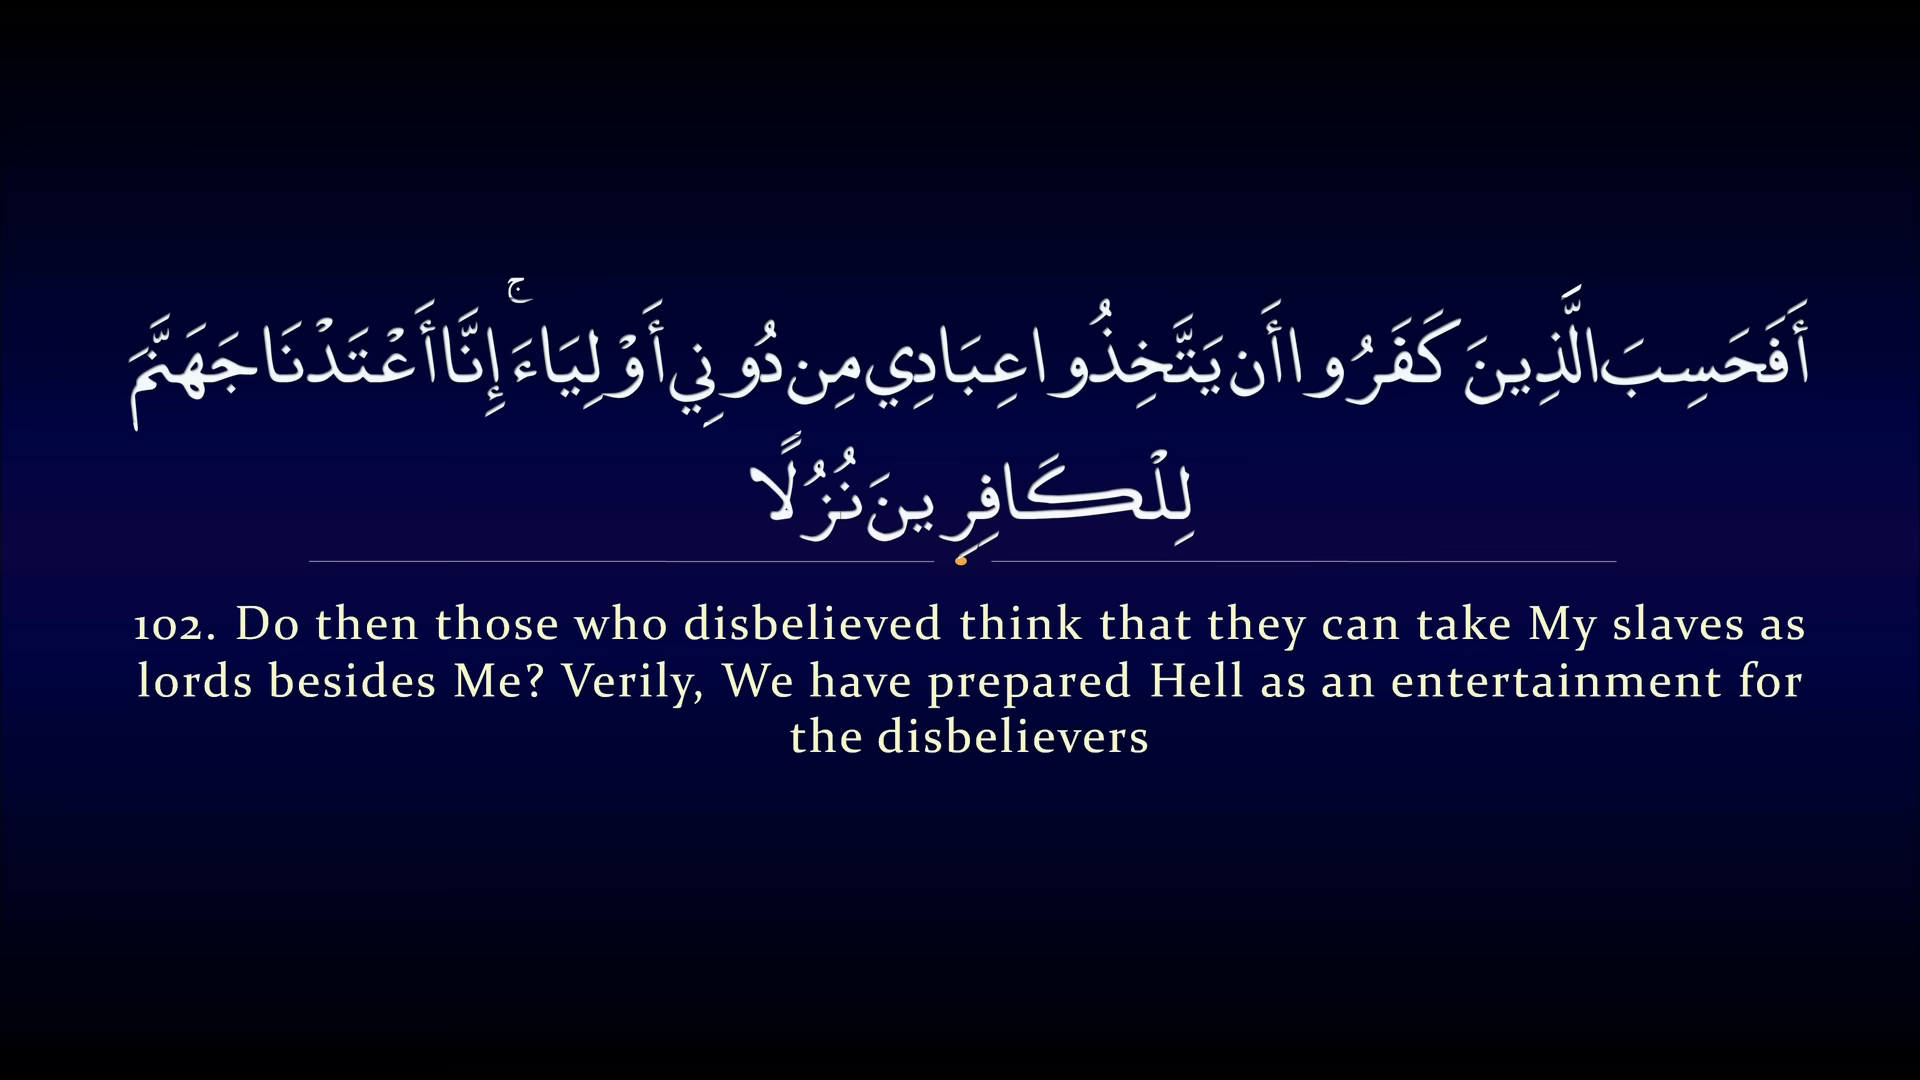 أَفَحَسِبَ الَّذِينَ كَفَرُوا أَن يَتَّخِذُوا عِبَادِي مِن دُونِي أَوْلِيَاءَ ۚ إِنَّا أَعْتَدْنَا جَهَنَّمَ
لِلْكَافِرِينَ نُزُلًا
102. Do then those who disbelieved think that they can take My slaves as
lords besides Me? Verily, We have prepared Hell as an entertainment for
the disbelievers